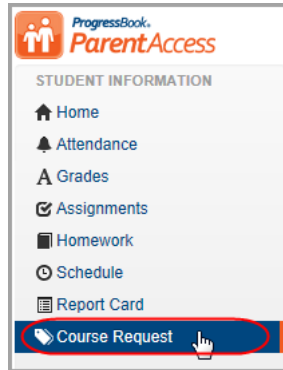 ProgressBook.
ParentAccess
STUDENT INFORMATION
Home
Attendance
Grades
Assignments
Homework
Schedule
Report Card
Course Request